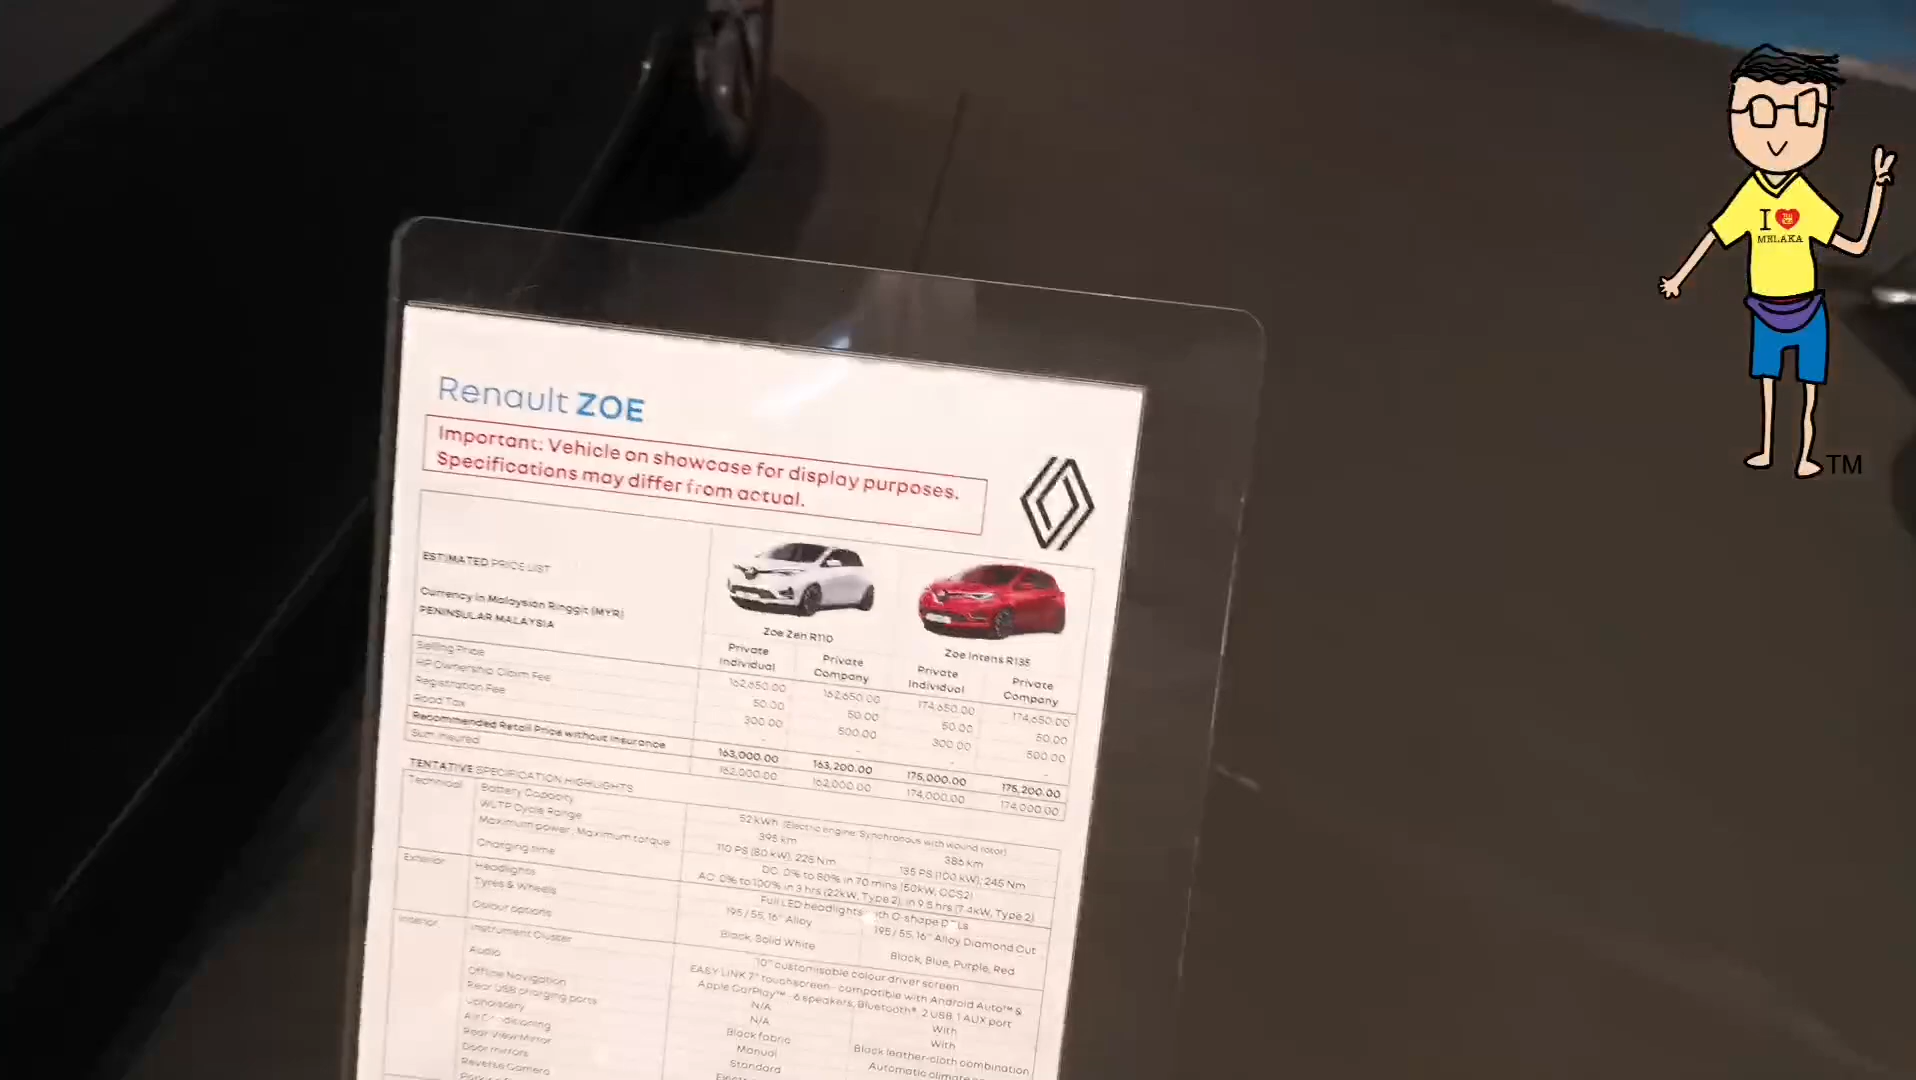 I
MELAKA
TM
Renault ZOE
Important: Vehicle on showcase for display purposes.
Specifications may differ from actual.
ESTIMATED PRICE LIST
Currency in Malaysian Ringgit (MYR)
PENINSULAR MALAYSIA
Zoe Zen R110 Zoe Intens R135
Private Individual Private Company Private Individual Private Company
Selling Price 162,650.00 162,650.00 174,650.00 174,650.00
HP Ownership Claim Fee 50.00 50.00 50.00 50.00
Registration Fee 300.00 500.00 300.00 500.00
Road Tax - - - -
Recommended Retail Price without Insurance 163,000.00 163,200.00 175,000.00 175,200.00
Sum Insured 162,000.00 162,000.00 174,000.00 174,000.00
TENTATIVE SPECIFICATION HIGHLIGHTS
Technical Battery Capacity 52 kWh (Electric engine: Synchronous with wound rotor)
WLTP Cycle Range 395 km 386 km
Maximum power; Maximum torque 110 PS (80 kW); 225 Nm 135 PS (100 kW); 245 Nm
Charging time DC: 0% to 80% in 70 mins (50kW, CCS2)
AC: 0% to 100% in 3 hrs (22kW, Type 2); in 9.5 hrs (7.4kW, Type 2)
Exterior Headlights Full LED headlights with C-shape DRLs
Tyres & Wheels 195/55, 16" Alloy 195/55, 16" Alloy Diamond Cut
Colour options Black, Solid White Black, Blue, Purple, Red
Interior Instrument Cluster 10" customisable colour driver screen
Audio EASY LINK 7" touchscreen - compatible with Android Auto™ &
Apple CarPlay™ - 6 speakers, Bluetooth®, 2 USB, 1 AUX port
Offline Navigation N/A With
Rear USB charging ports N/A With
Upholstery Black fabric Black leather-cloth combination
Air Conditioning Manual Automatic climate
Rear View Mirror Standard
Door mirrors
Reverse Camera